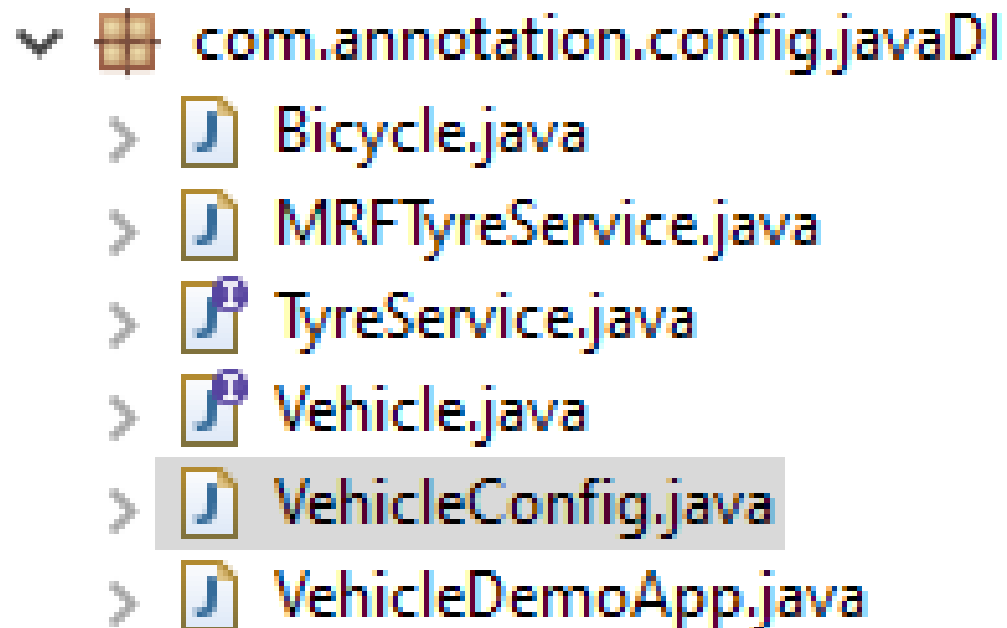 com.annotation.config.javaDI
Bicycle.java
MRFTyreService.java
TyreService.java
Vehicle.java
VehicleConfig.java
VehicleDemoApp.java